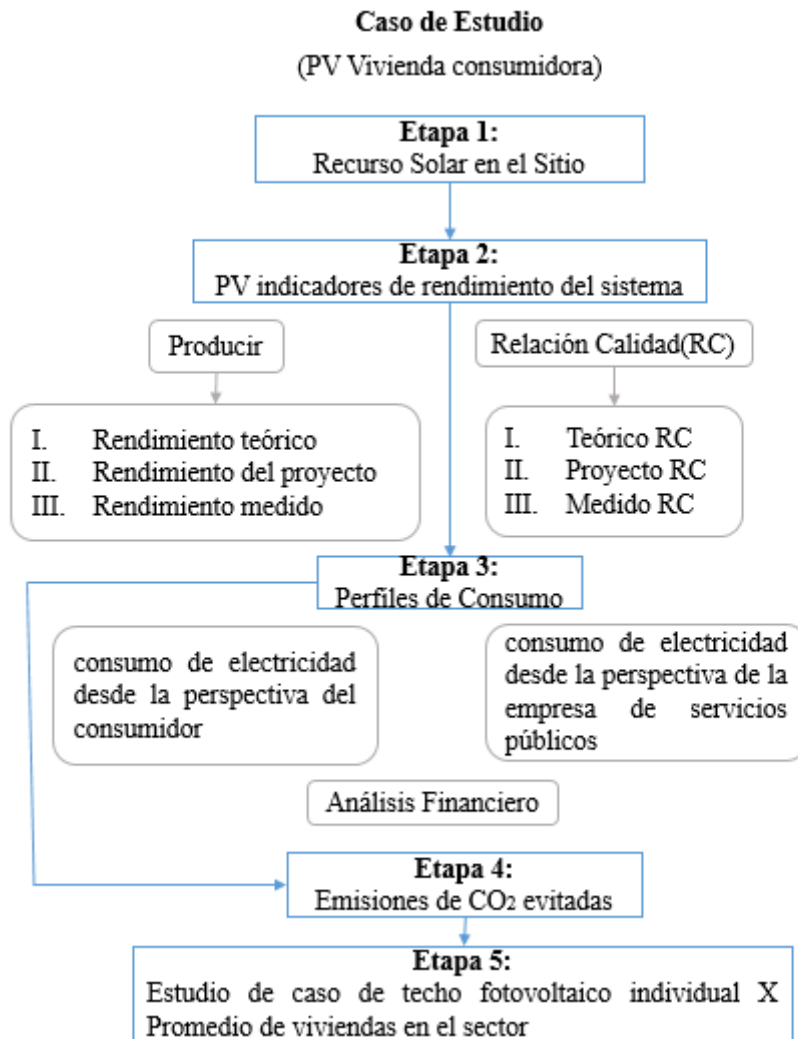 Caso de Estudio
(PV Vivienda consumidora)
Etapa 1:
Recurso Solar en el Sitio
Etapa 2:
PV indicadores de rendimiento del sistema
Producir
Relación Calidad(RC)
I. Rendimiento teórico
II. Rendimiento del proyecto
III. Rendimiento medido
I. Teórico RC
II. Proyecto RC
III. Medido RC
Etapa 3:
Perfiles de Consumo
consumo de electricidad
desde la perspectiva del
consumidor
consumo de electricidad
desde la perspectiva de la
empresa de servicios
públicos
Análisis Financiero
Etapa 4:
Emisiones de CO₂ evitadas
Etapa 5:
Estudio de caso de techo fotovoltaico individual X
Promedio de viviendas en el sector